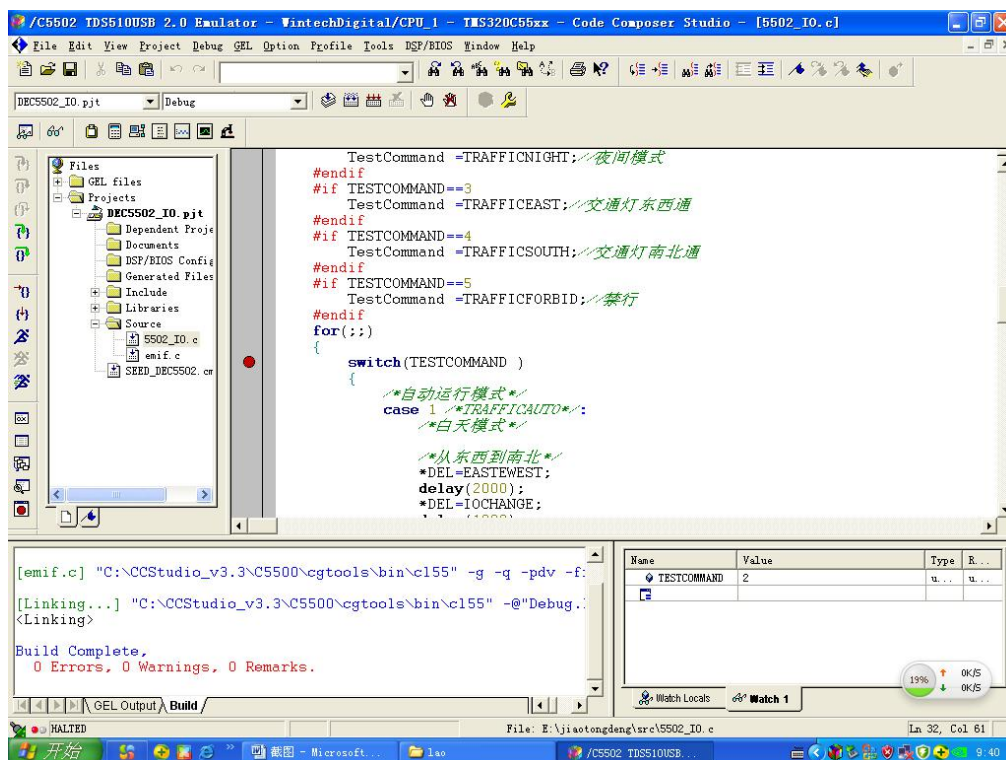 /C5502 TDS510USB 2.0 Emulator - WintechDigital/CPU_1 - TMS320C55xx - Code Composer Studio - [5502_IO.c]
File Edit View Project Debug GEL Option Profile Tools DSP/BIOS Window Help
DEC5502_IO.pjt Debug
Files
GEL files
Projects
DEC5502_IO.pjt
Dependent Proje
Documents
DSP/BIOS Config
Generated Files
Include
Libraries
Source
5502_IO.c
emif.c
SEED_DEC5502.cm
TestCommand =TRAFFICNIGHT;//夜间模式
#endif
#if TESTCOMMAND==3
TestCommand =TRAFFICEAST;//交通灯东西通
#endif
#if TESTCOMMAND==4
TestCommand =TRAFFICSOUTH;//交通灯南北通
#endif
#if TESTCOMMAND==5
TestCommand =TRAFFICFORBID;//禁行
#endif
for(;;)
{
switch(TESTCOMMAND )
{
/*自动运行模式*/
case 1 /*TRAFFICAUTO*/:
/*白天模式*/
/*从东西到南北*/
*DEL=EASTEWEST;
delay(2000);
*DEL=IOCHANGE;
[emif.c] "C:\CCStudio_v3.3\C5500\cgtools\bin\cl55" -g -q -pdv -f
[Linking...] "C:\CCStudio_v3.3\C5500\cgtools\bin\cl55" -@"Debug.
<Linking>
Build Complete,
0 Errors, 0 Warnings, 0 Remarks.
GEL Output Build
Name Value Type R...
TESTCOMMAND 2 u... u...
19% 0K/S
0K/S
Watch Locals Watch 1
HALTED File: E:\jiaotongdeng\src\5502_IO.c Ln 32, Col 61
开始 截图 - Microsoft... lao /C5502 TDS510USB... 9:40